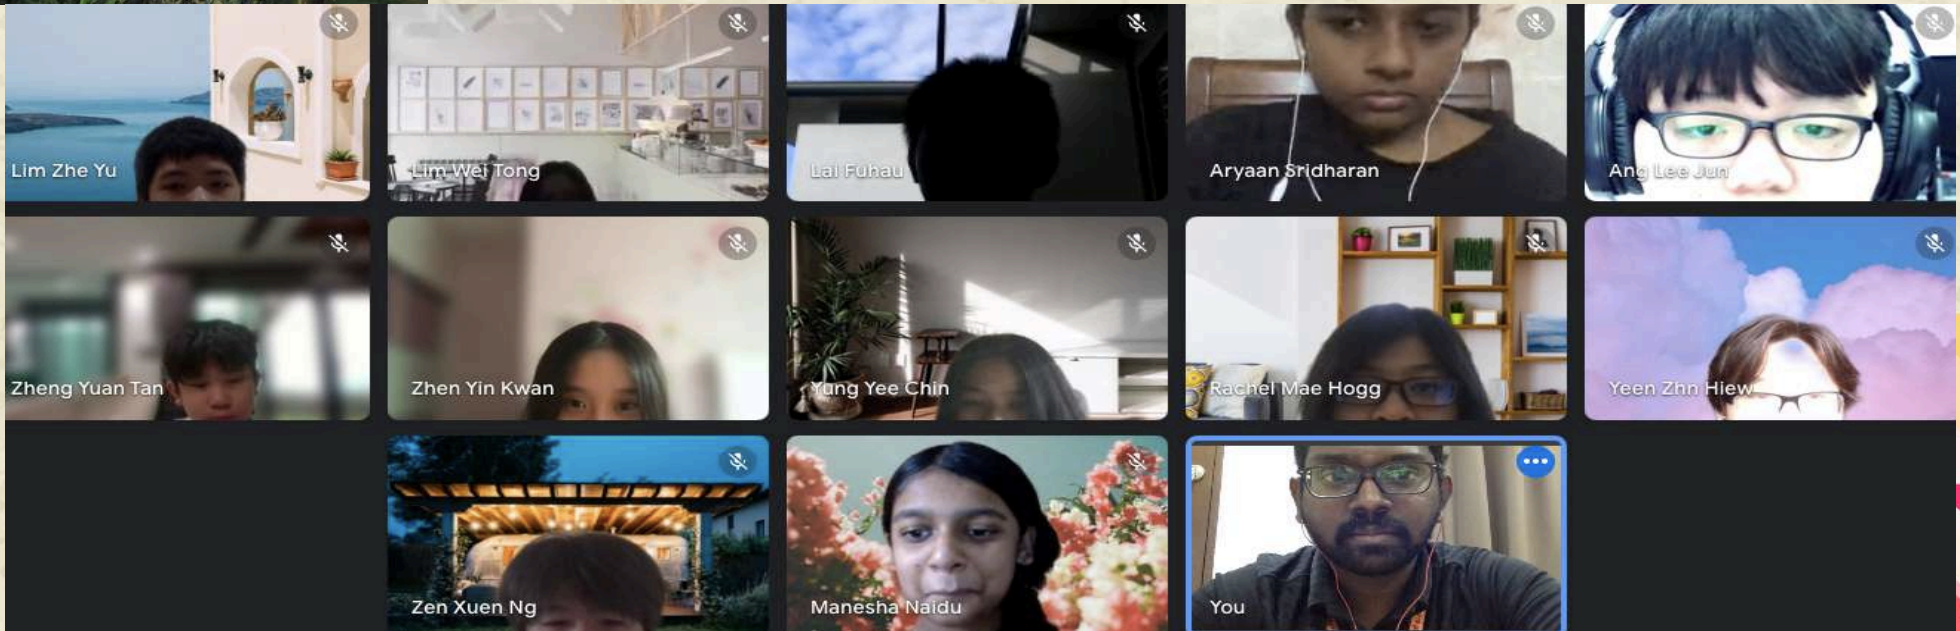 Lim Zhe Yu
Lim Wei Tong
Lai Fuhau
Aryaan Sridharan
Ang Lee Jun
Zheng Yuan Tan
Zhen Yin Kwan
Yung Yee Chin
Rachel Mae Hogg
Yeen Zhn Hiew
Zen Xuen Ng
Manesha Naidu
You